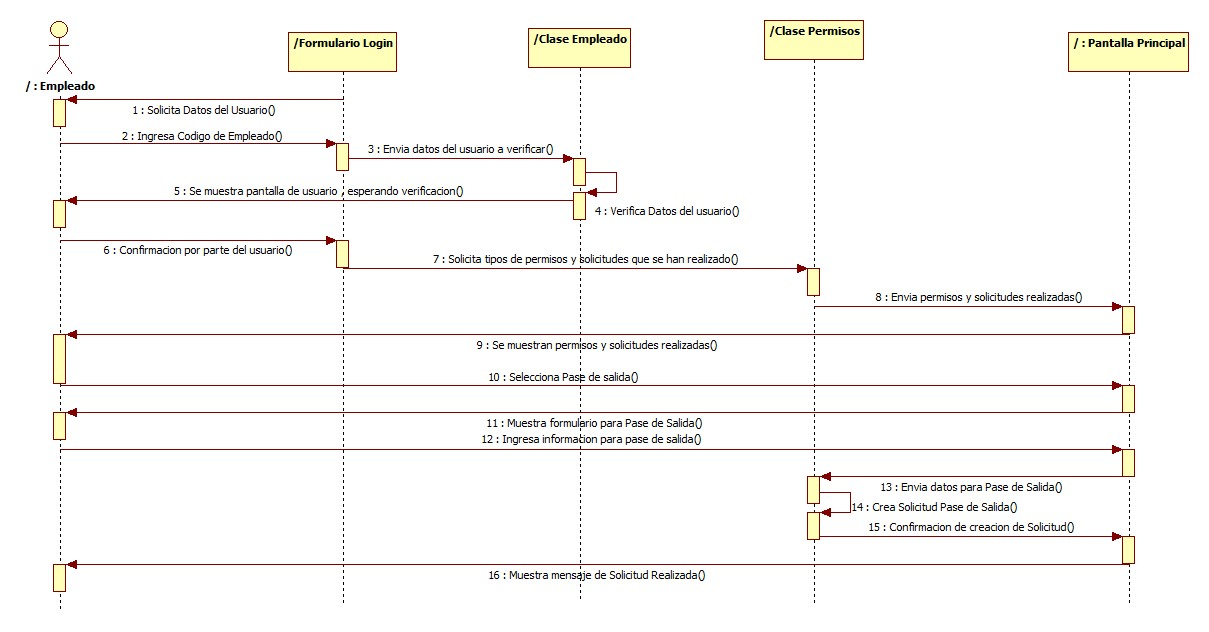 / : Empleado
/Formulario Login
/Clase Empleado
/Clase Permisos
/ : Pantalla Principal
1 : Solicita Datos del Usuario()
2 : Ingresa Codigo de Empleado()
3 : Envia datos del usuario a verificar()
4 : Verifica Datos del usuario()
5 : Se muestra pantalla de usuario , esperando verificacion()
6 : Confirmacion por parte del usuario()
7 : Solicita tipos de permisos y solicitudes que se han realizado()
8 : Envia permisos y solicitudes realizadas()
9 : Se muestran permisos y solicitudes realizadas()
10 : Selecciona Pase de salida()
11 : Muestra formulario para Pase de Salida()
12 : Ingresa informacion para pase de salida()
13 : Envia datos para Pase de Salida()
14 : Crea Solicitud Pase de Salida()
15 : Confirmacion de creacion de Solicitud()
16 : Muestra mensaje de Solicitud Realizada()